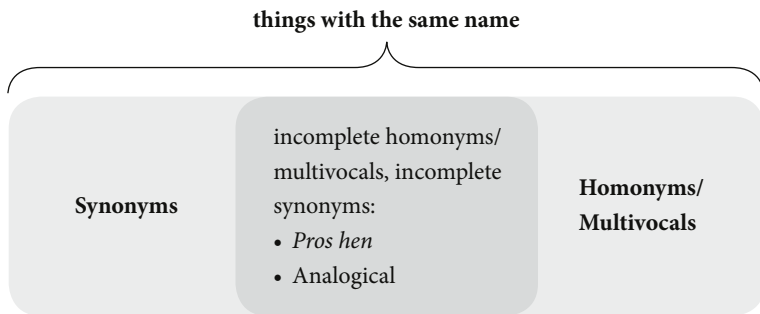 things with the same name
Synonyms
incomplete homonyms/
multivocals, incomplete
synonyms:
• Pros hen
• Analogical
Homonyms/
Multivocals